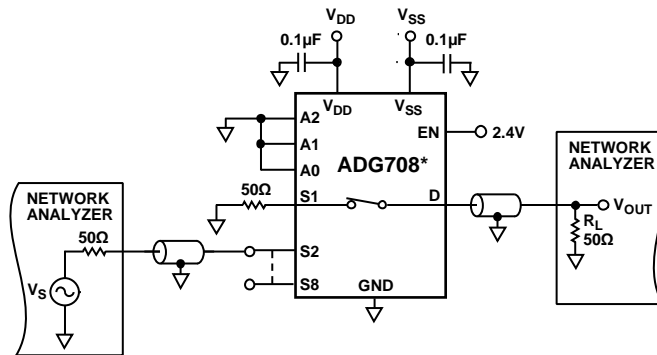 VDD
VSS
0.1µF
0.1µF
VDD
VSS
A2
A1
A0
EN
2.4V
ADG708*
NETWORK
ANALYZER
50Ω
S1
D
VOUT
RL
50Ω
NETWORK
ANALYZER
50Ω
S2
VS
S8
GND